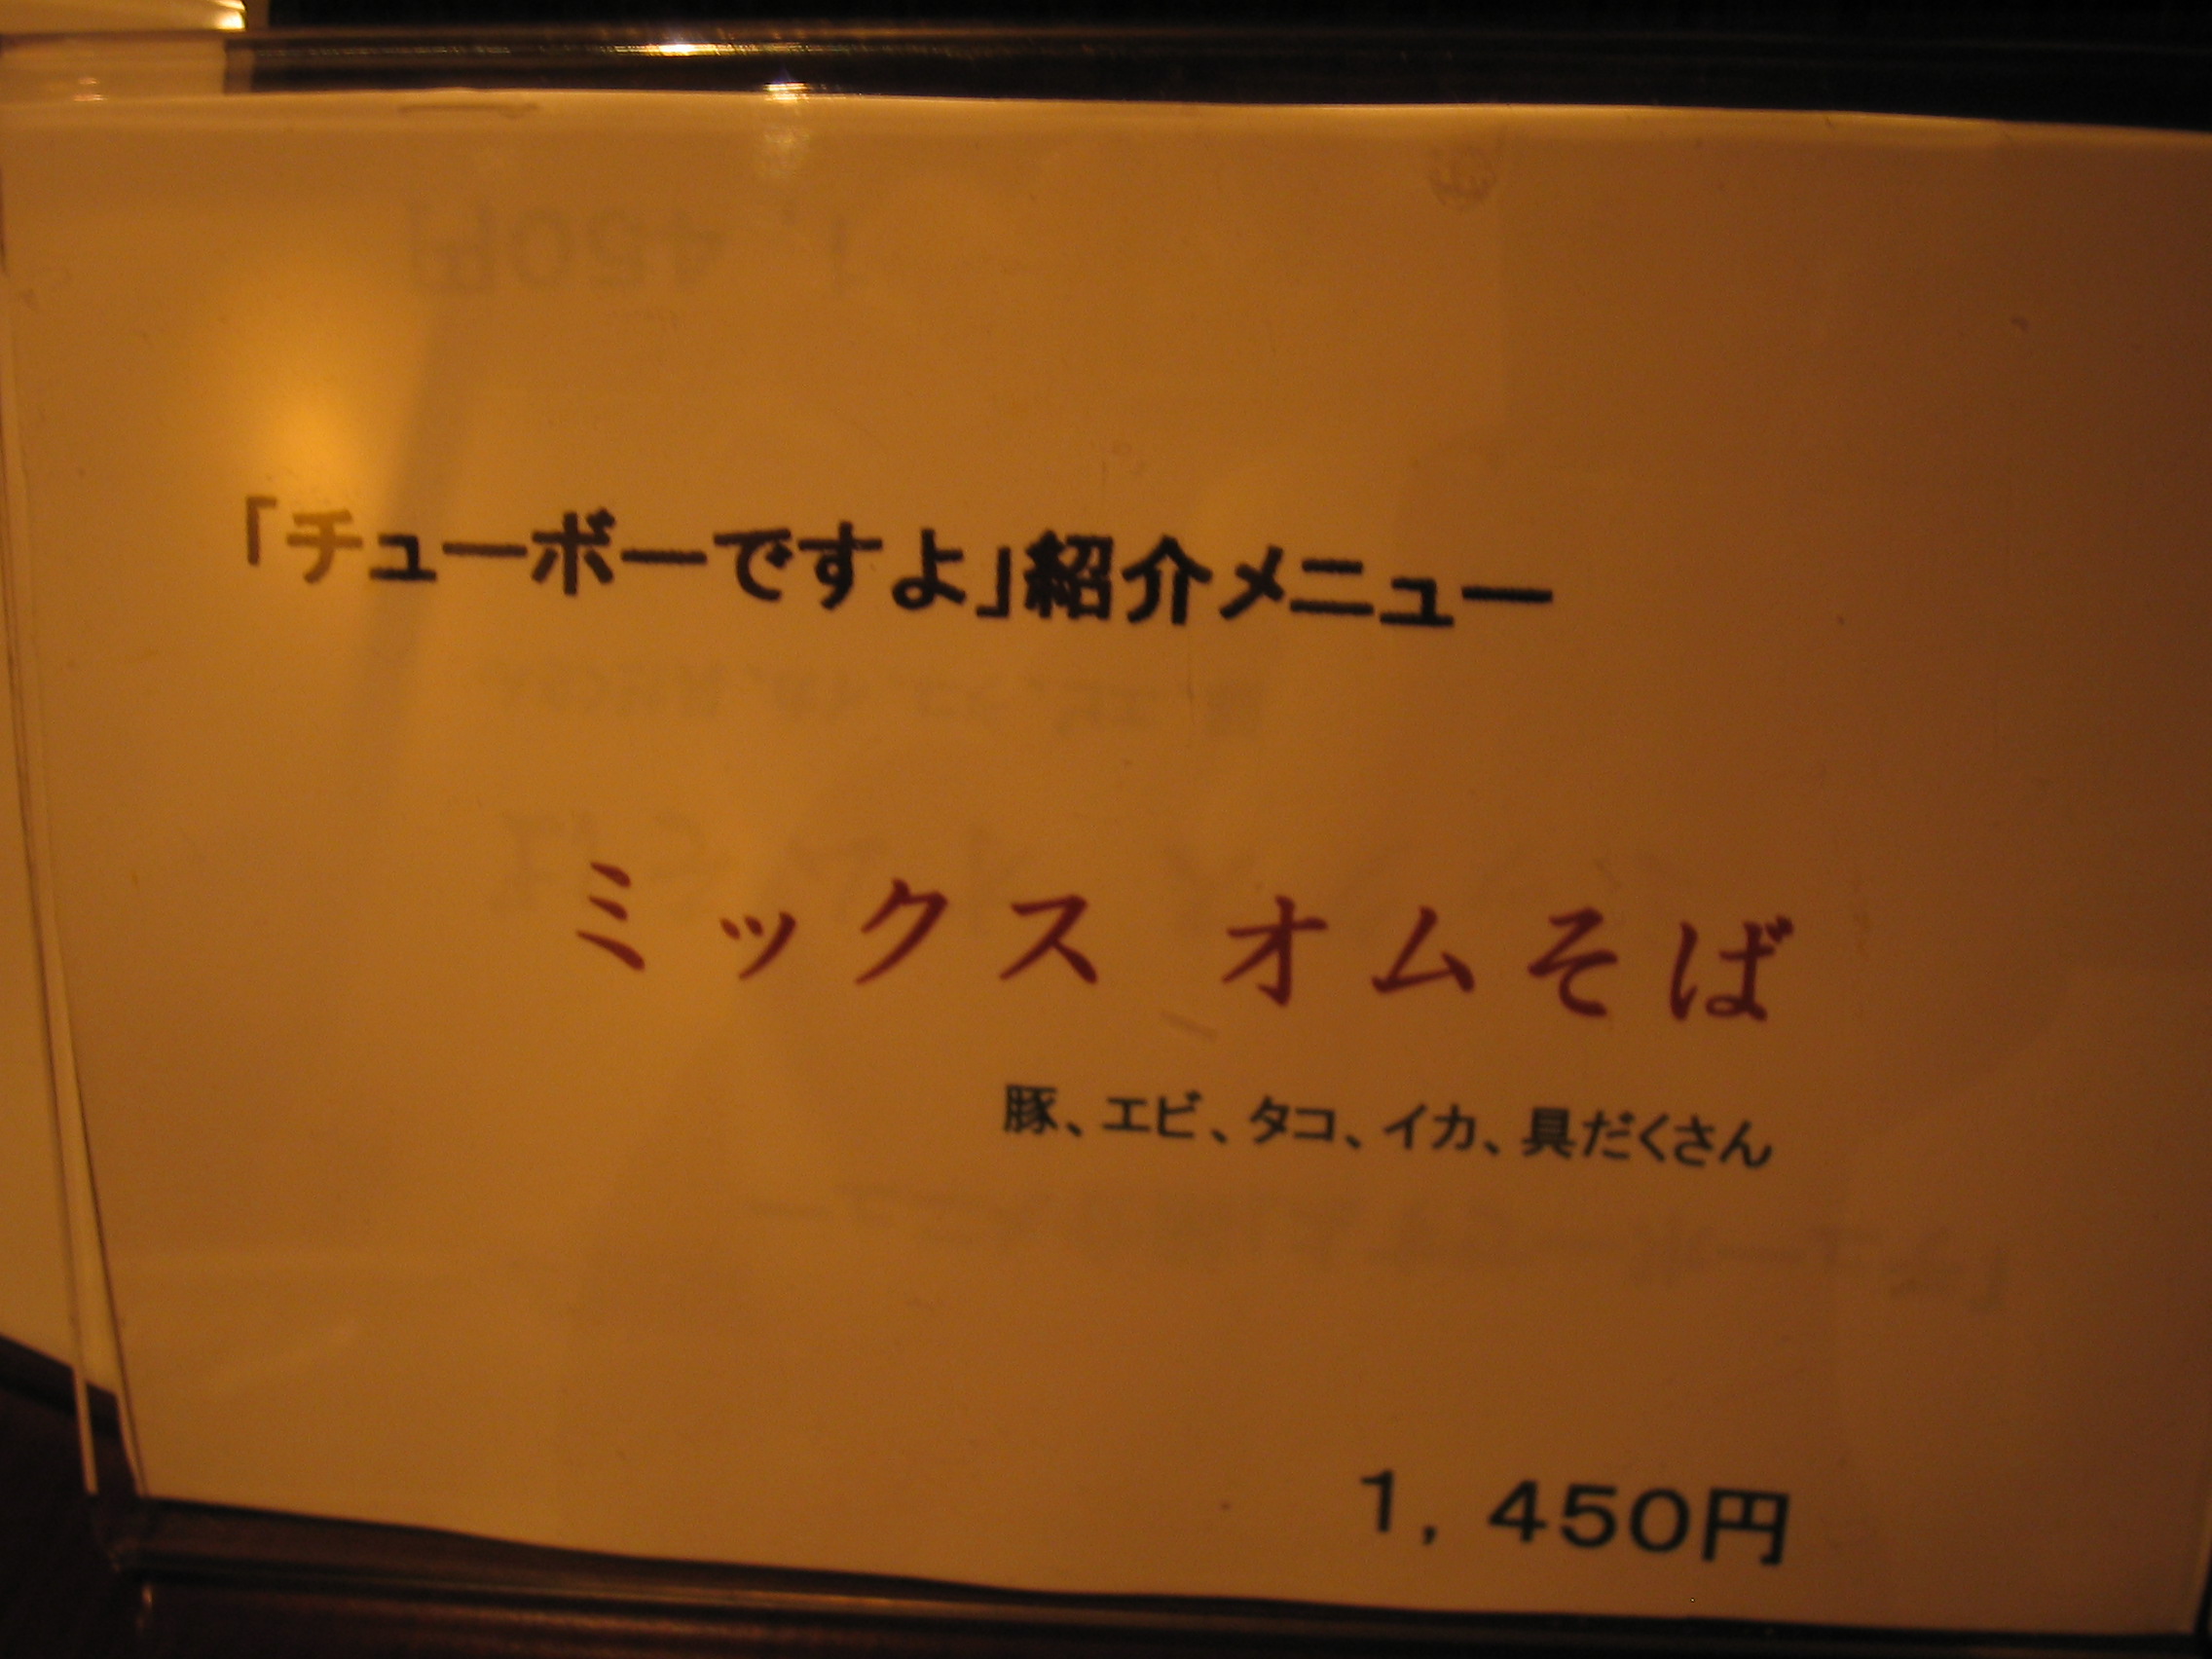 「チューボーですよ」紹介メニュー
ミックス オムそば
豚、エビ、タコ、イカ、具だくさん
1, 450円